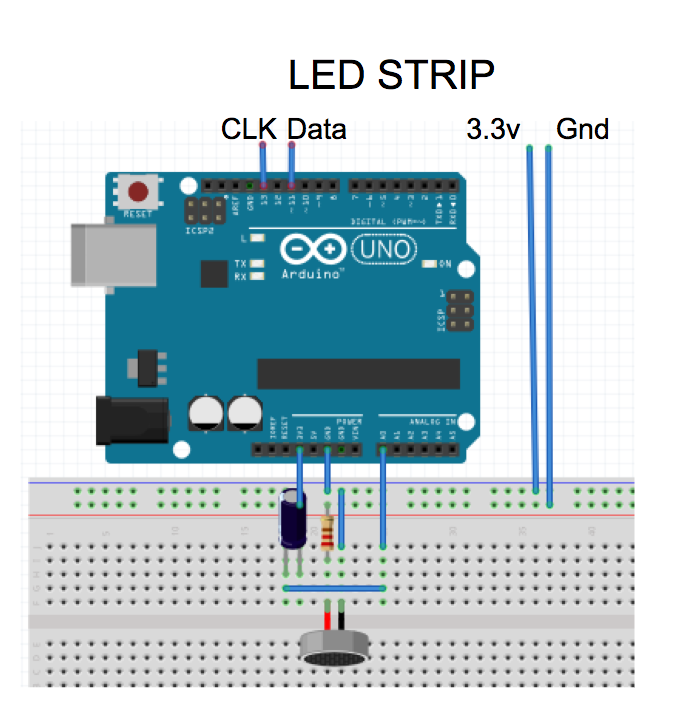 LED STRIP
CLK Data 3.3v Gnd
RESET
ICSP2
AREF
GND
13
12
~11
~10
~9
8
7
~6
~5
4
~3
2
TXD▶1
RXD◀0
DIGITAL (PWM~)
L
TX
RX
Arduino™
UNO
ON
1
ICSP
POWER
ANALOG IN
IOREF
RESET
3V3
5V
GND
GND
VIN
A0
A1
A2
A3
A4
A5
1 5 10 15 20 30 35 40
J
I
H
G
F
E
D
C